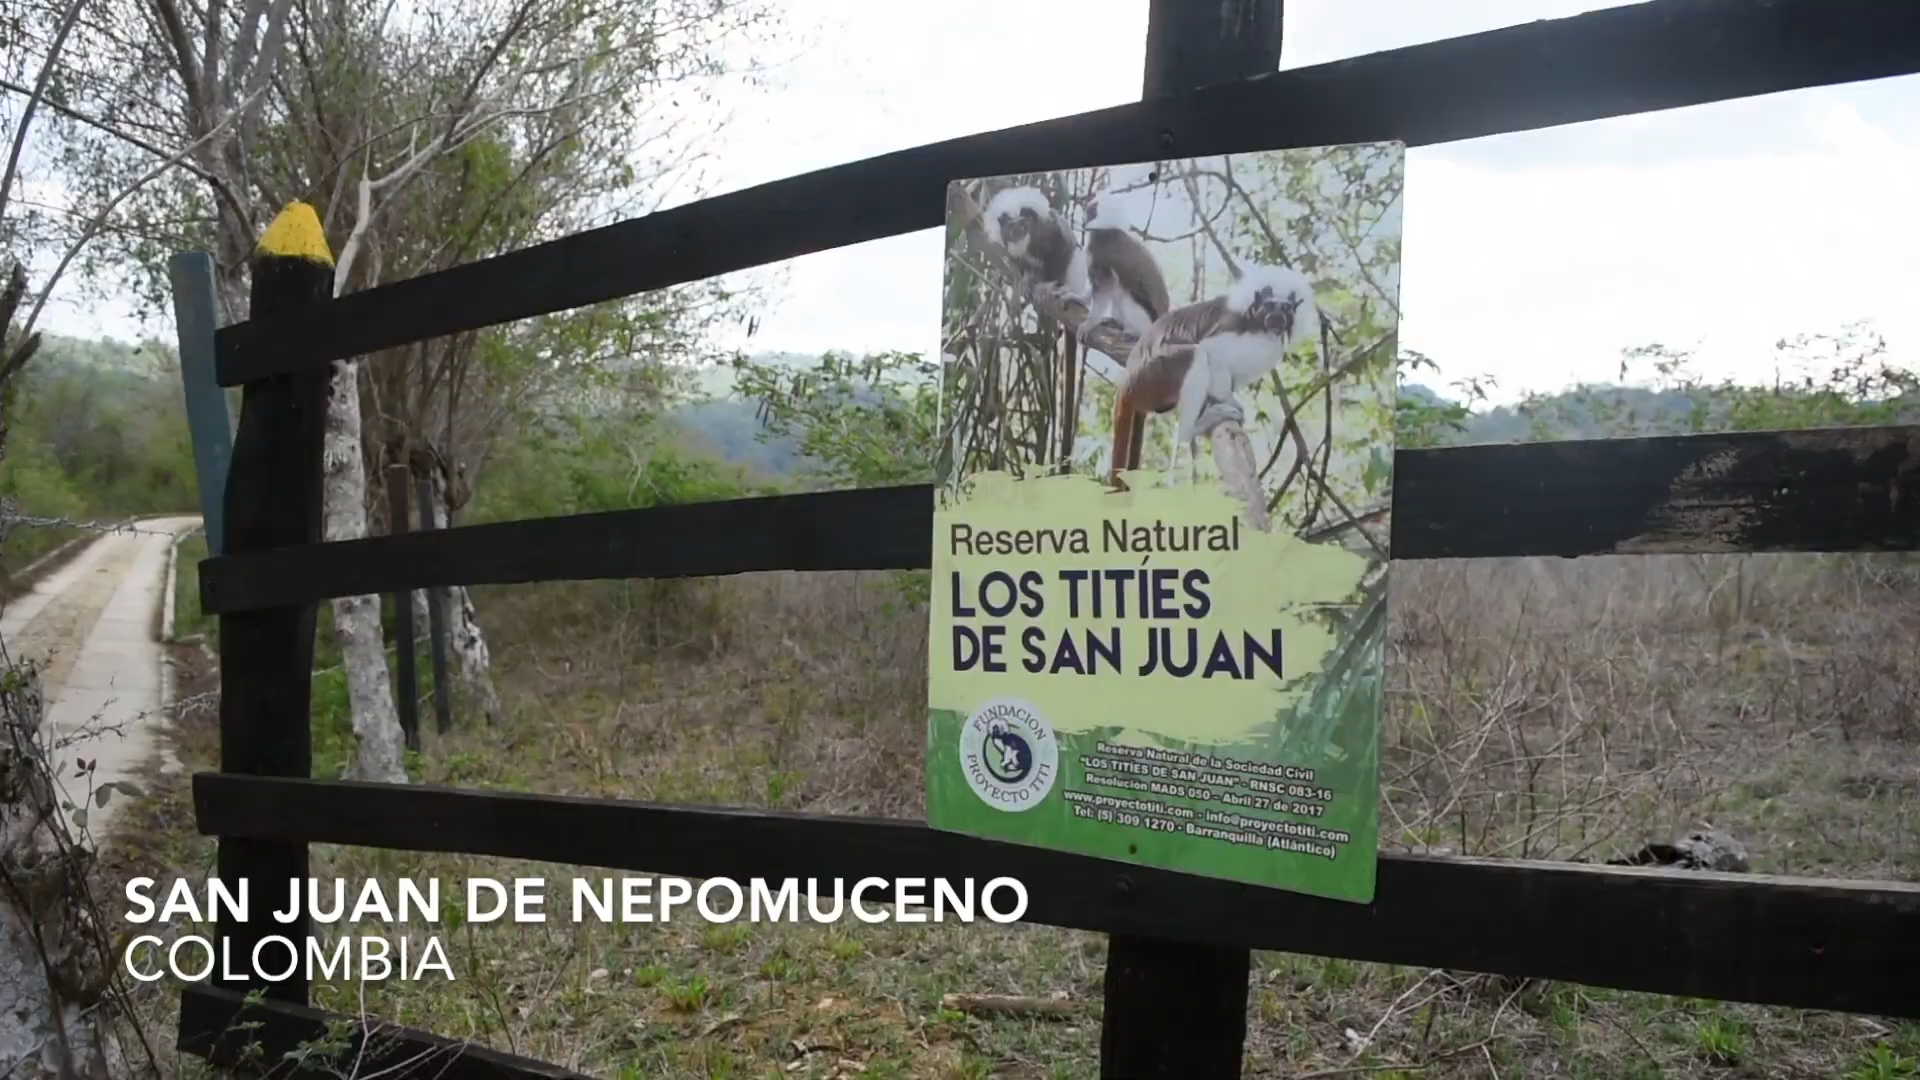 Reserva Natural
LOS TITÍES
DE SAN JUAN
FUNDACION
PROYECTO TITI
Reserva Natural de la Sociedad Civil
"LOS TITÍES DE SAN JUAN" - RNSC 083-16
Resolucion MADS 050 - Abril 27 de 2017
www.proyectotiti.com - info@proyectotiti.com
Tel: (5) 309 1270 - Barranquilla (Atlántico)
SAN JUAN DE NEPOMUCENO
COLOMBIA